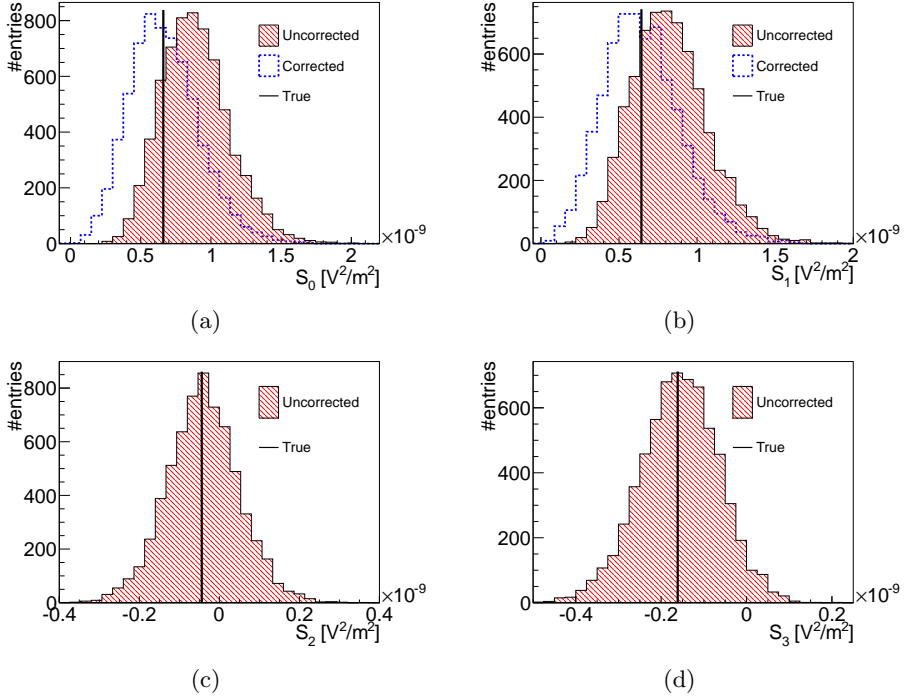 #entries
800
600
400
200
0
0 0.5 1 1.5 2
×10⁻⁹
S₀ [V²/m²]
Uncorrected
Corrected
True
(a)
#entries
600
400
200
0
0 0.5 1 1.5 2
×10⁻⁹
S₁ [V²/m²]
Uncorrected
Corrected
True
(b)
#entries
800
600
400
200
0
-0.4 -0.2 0 0.2 0.4
×10⁻⁹
S₂ [V²/m²]
Uncorrected
True
(c)
#entries
600
400
200
0
-0.4 -0.2 0 0.2
×10⁻⁹
S₃ [V²/m²]
Uncorrected
True
(d)